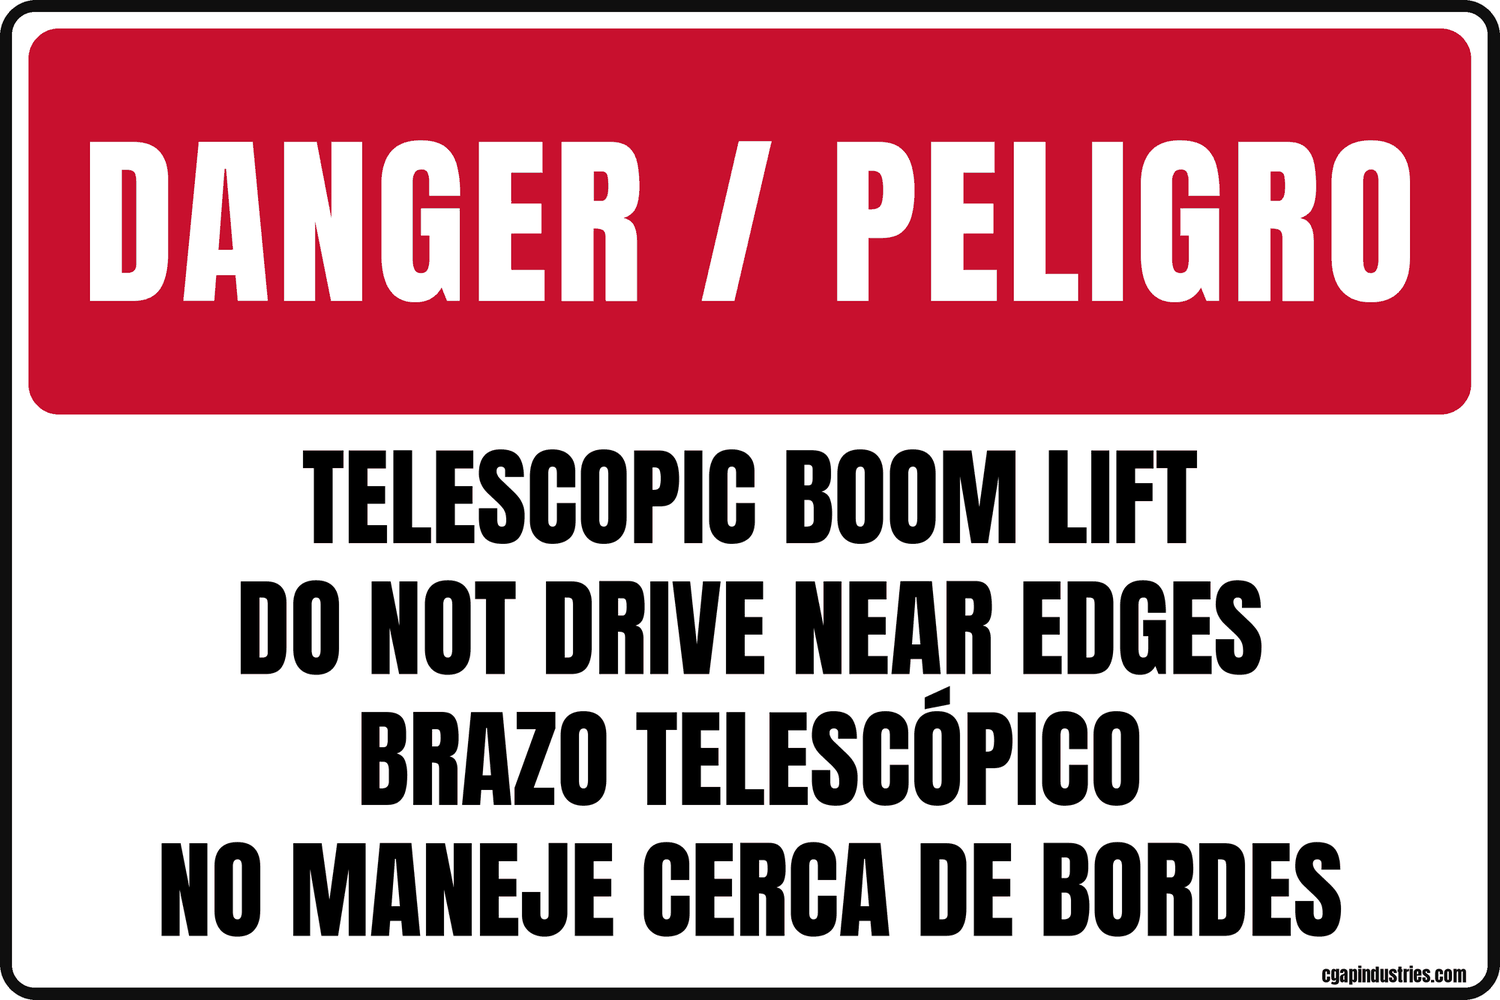 DANGER / PELIGRO
TELESCOPIC BOOM LIFT
DO NOT DRIVE NEAR EDGES
BRAZO TELESCÓPICO
NO MANEJE CERCA DE BORDES
cgapindustries.com